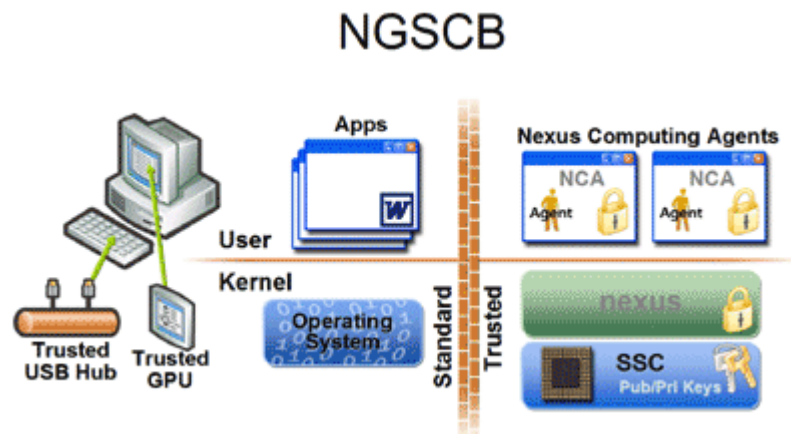 NGSCB
Apps
Nexus Computing Agents
W
NCA
Agent
NCA
Agent
User
Kernel
Operating
System
Standard
Trusted
nexus
SSC
Pub/Pri Keys
Trusted
USB Hub
Trusted
GPU